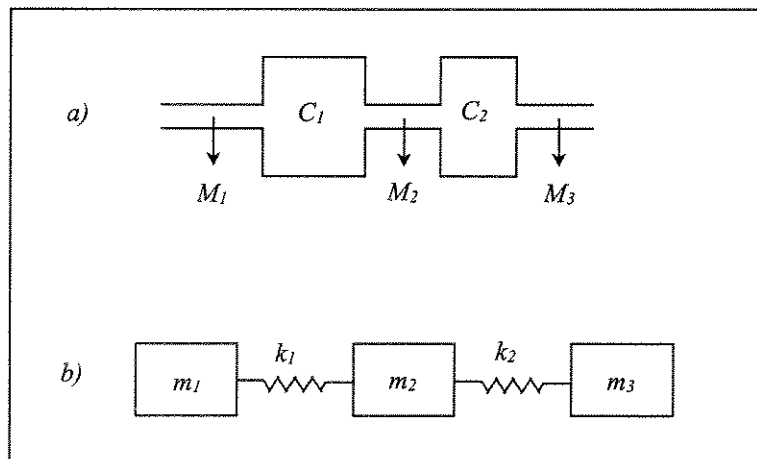 a)
C₁ C₂
M₁ M₂ M₃
k₁ k₂
b) m₁ m₂ m₃